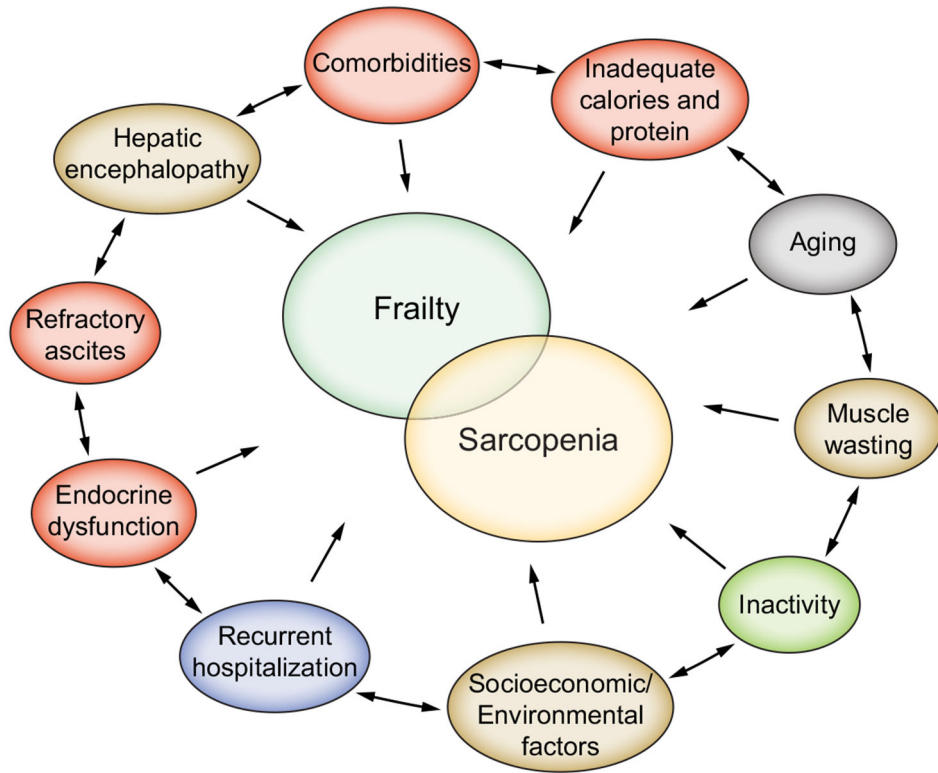 Comorbidities
Inadequate
calories and
protein
Hepatic
encephalopathy
Aging
Frailty
Refractory
ascites
Muscle
wasting
Sarcopenia
Endocrine
dysfunction
Inactivity
Recurrent
hospitalization
Socioeconomic/
Environmental
factors